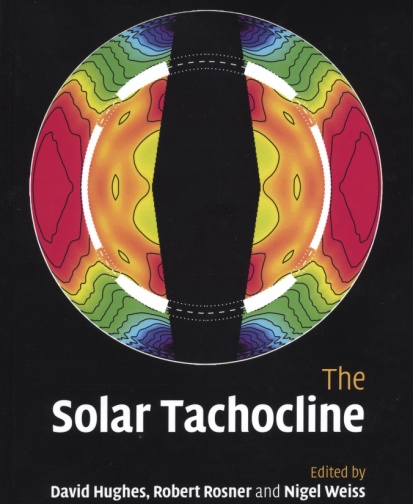 The
Solar Tachocline
Edited by
David Hughes, Robert Rosner and Nigel Weiss